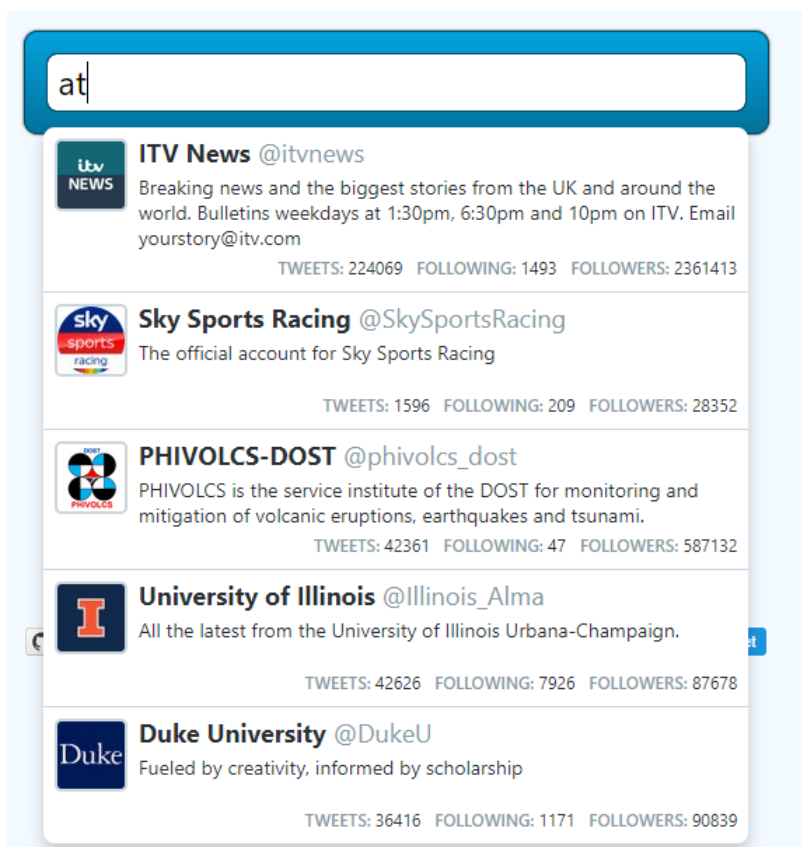 at
itv
NEWS
ITV News @itvnews
Breaking news and the biggest stories from the UK and around the
world. Bulletins weekdays at 1:30pm, 6:30pm and 10pm on ITV. Email
yourstory@itv.com
TWEETS: 224069 FOLLOWING: 1493 FOLLOWERS: 2361413
sky
sports
racing
Sky Sports Racing @SkySportsRacing
The official account for Sky Sports Racing
TWEETS: 1596 FOLLOWING: 209 FOLLOWERS: 28352
DOST
PHIVOLCS
PHIVOLCS-DOST @phivolcs_dost
PHIVOLCS is the service institute of the DOST for monitoring and
mitigation of volcanic eruptions, earthquakes and tsunami.
TWEETS: 42361 FOLLOWING: 47 FOLLOWERS: 587132
I
University of Illinois @Illinois_Alma
All the latest from the University of Illinois Urbana-Champaign.
TWEETS: 42626 FOLLOWING: 7926 FOLLOWERS: 87678
Duke
Duke University @DukeU
Fueled by creativity, informed by scholarship
TWEETS: 36416 FOLLOWING: 1171 FOLLOWERS: 90839